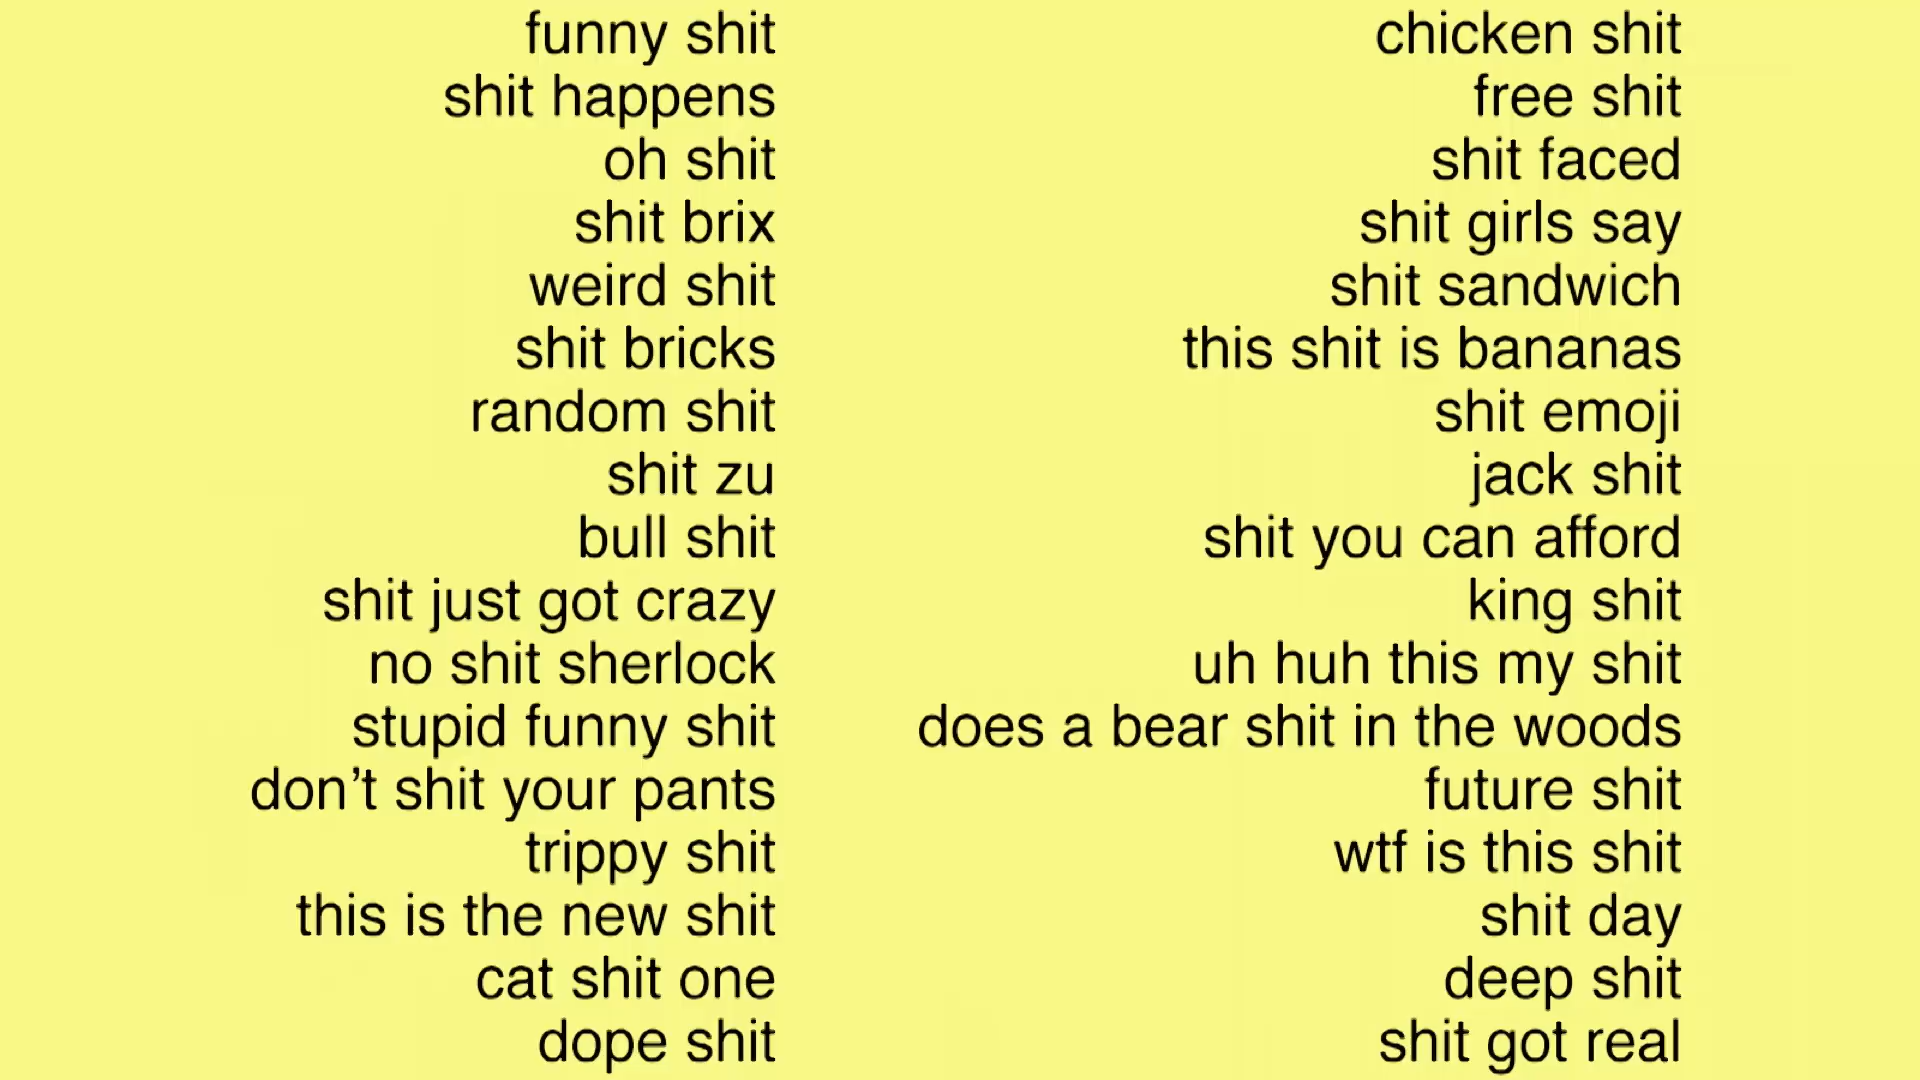 funny shit
shit happens
oh shit
shit brix
weird shit
shit bricks
random shit
shit zu
bull shit
shit just got crazy
no shit sherlock
stupid funny shit
don’t shit your pants
trippy shit
this is the new shit
cat shit one
dope shit
chicken shit
free shit
shit faced
shit girls say
shit sandwich
this shit is bananas
shit emoji
jack shit
shit you can afford
king shit
uh huh this my shit
does a bear shit in the woods
future shit
wtf is this shit
shit day
deep shit
shit got real